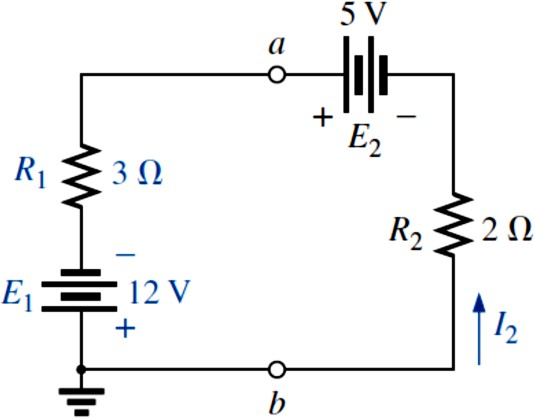 5 V
a
+ −
E₂
R₁ 3 Ω
R₂ 2 Ω
−
E₁ 12 V
+
I₂
b